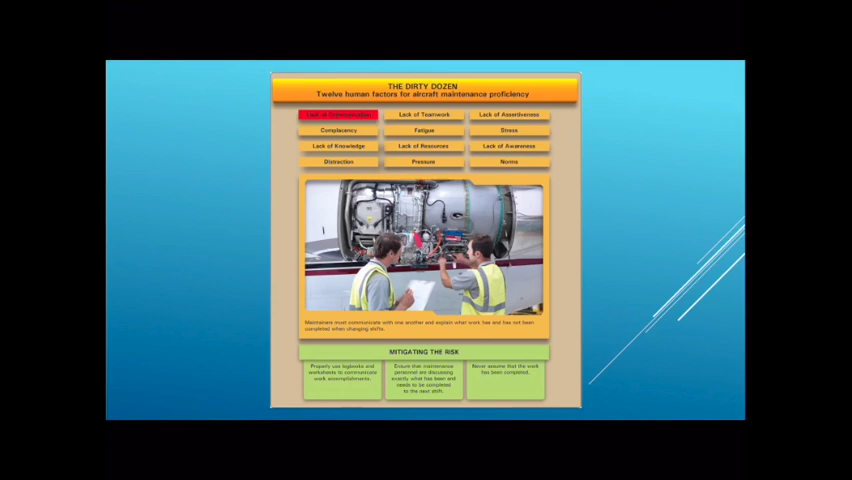 THE DIRTY DOZEN
Twelve human factors for aircraft maintenance proficiency
Lack of Communication Lack of Teamwork Lack of Assertiveness
Complacency Fatigue Stress
Lack of Knowledge Lack of Resources Lack of Awareness
Distraction Pressure Norms
Maintainers must communicate with one another and explain what work has and has not been
completed when changing shifts.
MITIGATING THE RISK
Properly use logbooks and
worksheets to communicate
work accomplishments.
Ensure that maintenance
personnel are discussing
exactly what has been and
needs to be completed
to the next shift.
Never assume that the work
has been completed.